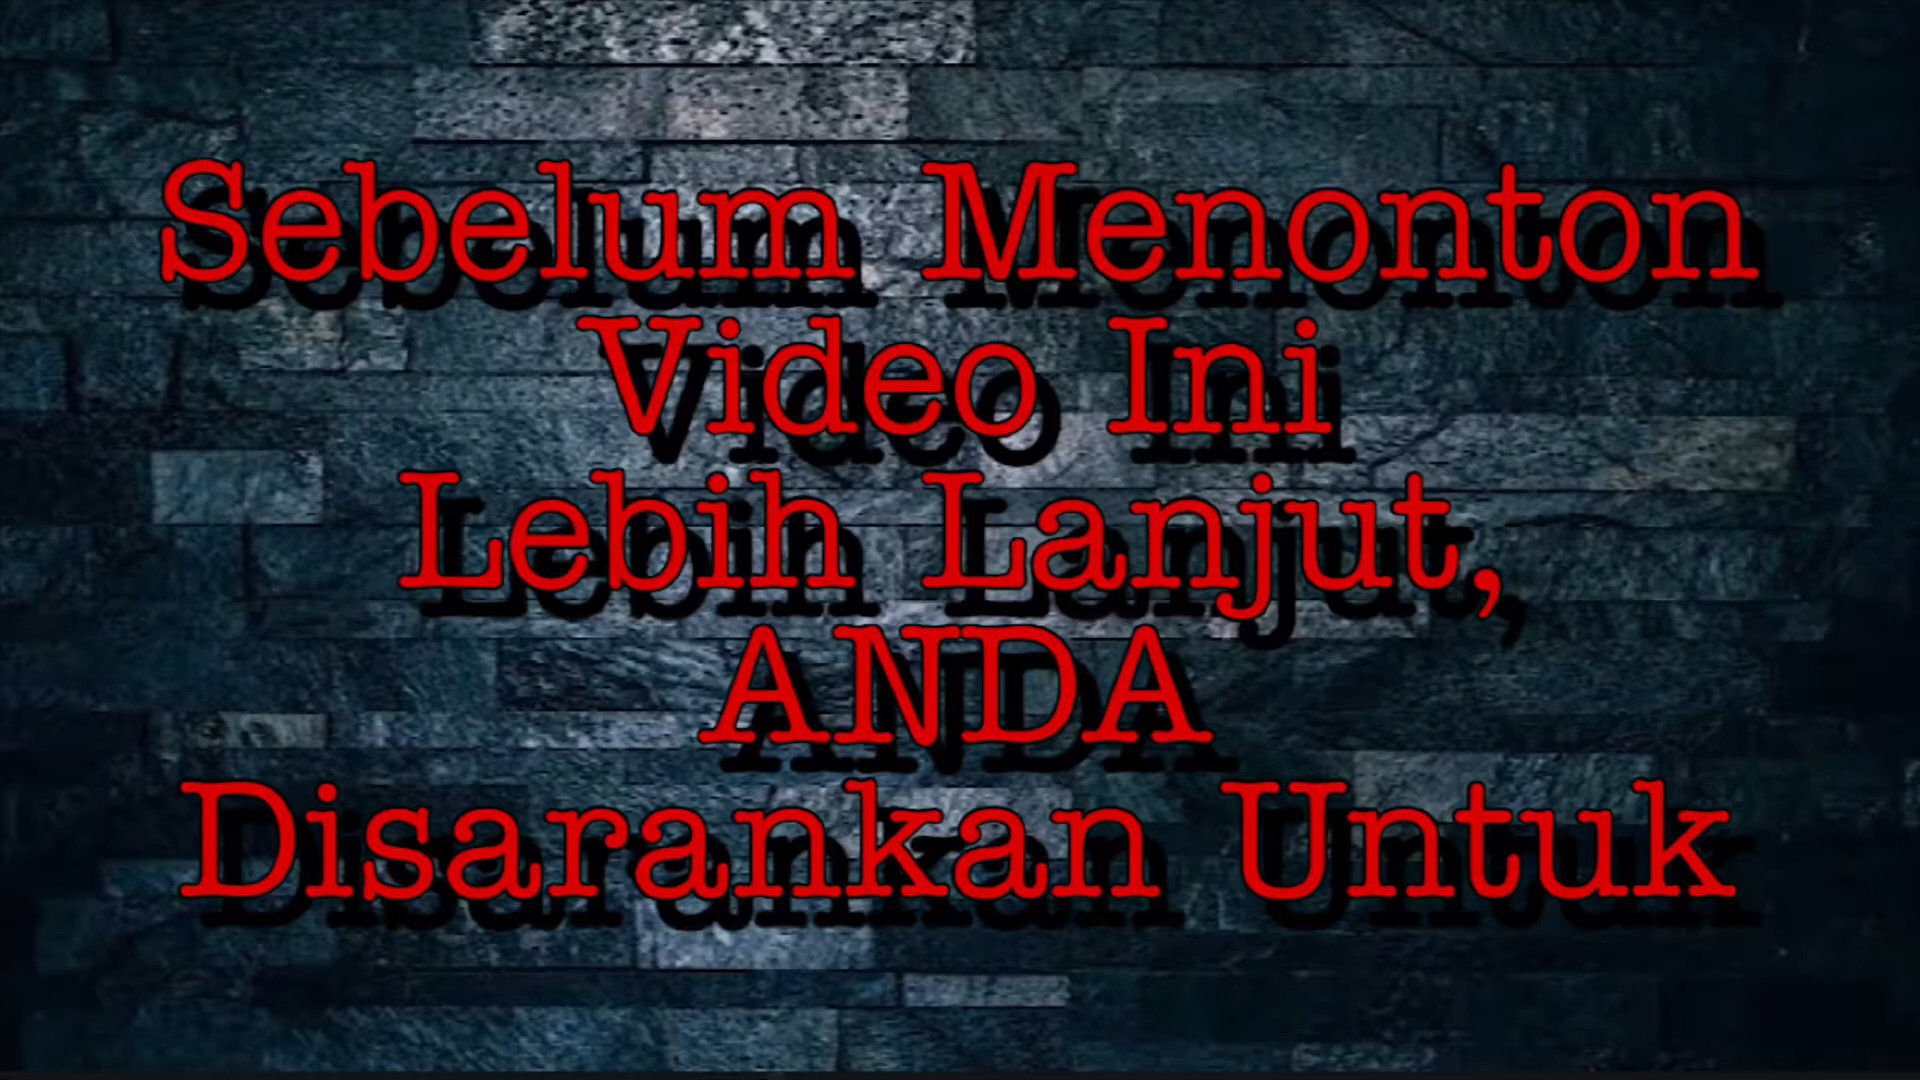 Sebelum Menonton
Video Ini
Lebih Lanjut,
ANDA
Disarankan Untuk